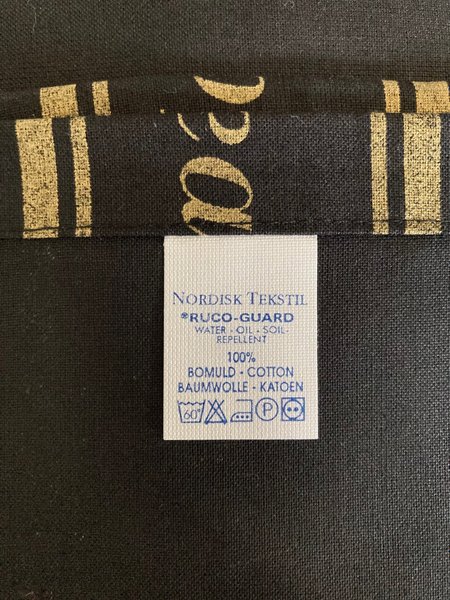 NORDISK TEKSTIL
®RUCO-GUARD
WATER - OIL - SOIL-
REPELLENT
100%
BOMULD - COTTON
BAUMWOLLE - KATOEN
60°
P